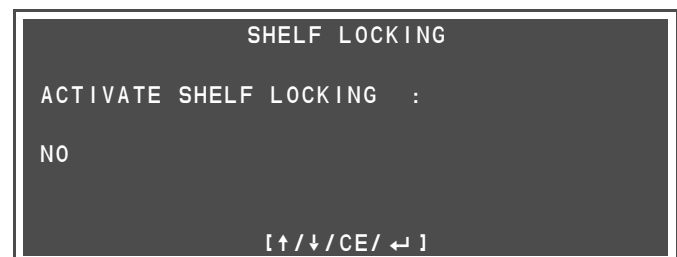 SHELF LOCKING
ACTIVATE SHELF LOCKING :
NO
[↑/↓/CE/ ↵ ]